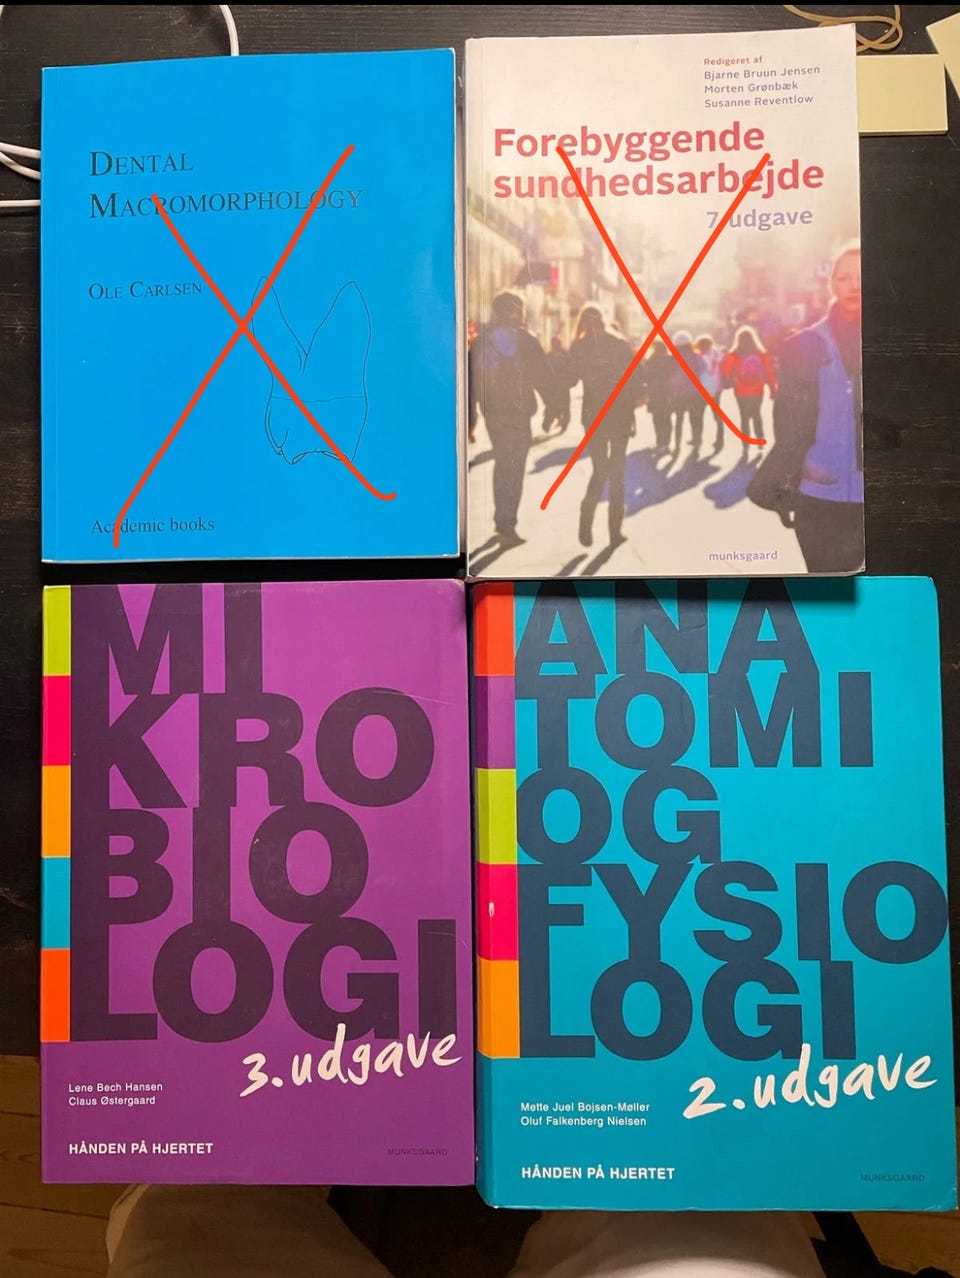 DENTAL
MACROMORPHOLOGY
OLE CARLSEN
Academic books
Redigeret af
Bjarne Bruun Jensen
Morten Grønbæk
Susanne Reventlow
Forebyggende
sundhedsarbejde
7. udgave
munksgaard
MI
KRO
BIO
LOGI
3. udgave
Lene Bech Hansen
Claus Østergaard
HÅNDEN PÅ HJERTET
MUNKSGAARD
ANA
TOMI
OG
FYSIO
LOGI
2. udgave
Mette Juel Bojsen-Møller
Oluf Falkenberg Nielsen
HÅNDEN PÅ HJERTET
MUNKSGAARD